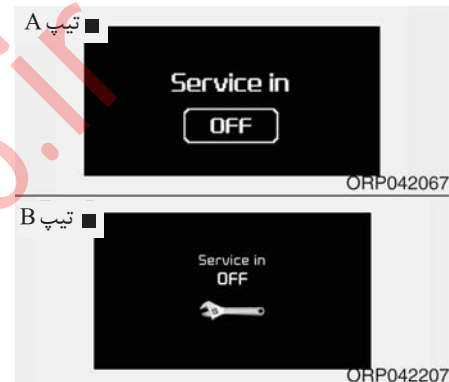 ■ تیپ A
Service in
OFF
ORP042067
■ تیپ B
Service in
OFF
ORP042207